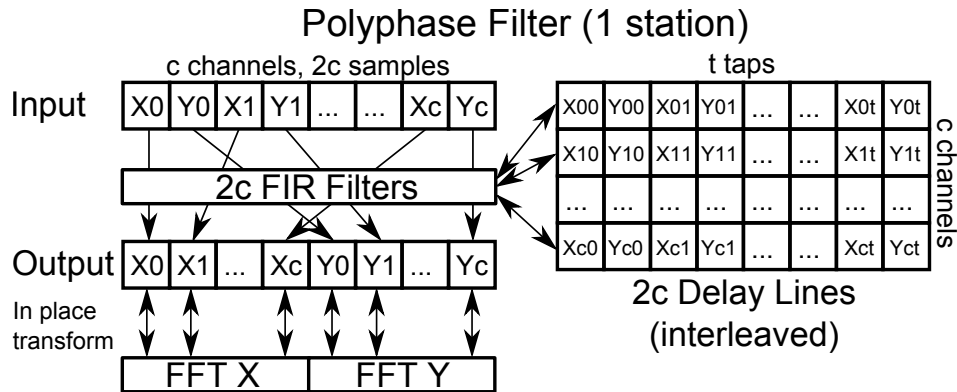 Polyphase Filter (1 station)
c channels, 2c samples
t taps
Input
X0 Y0 X1 Y1 ... ... Xc Yc
X00 Y00 X01 Y01 ... ... X0t Y0t
X10 Y10 X11 Y11 ... ... X1t Y1t
... ... ... ... ... ... ... ...
Xc0 Yc0 Xc1 Yc1 ... ... Xct Yct
c channels
2c FIR Filters
Output
X0 X1 ... Xc Y0 Y1 ... Yc
2c Delay Lines
(interleaved)
In place
transform
FFT X FFT Y